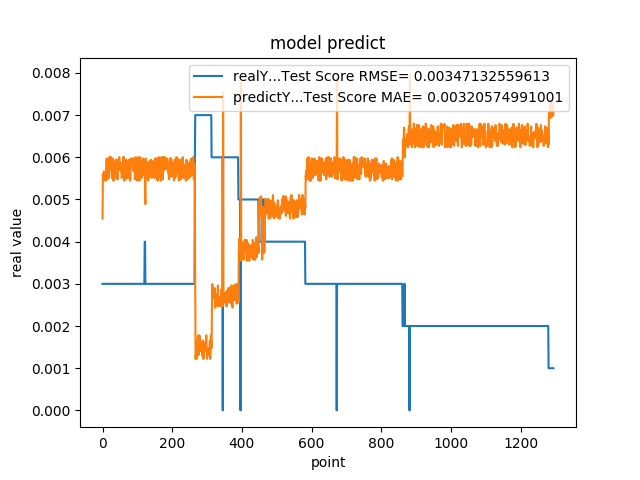 model predict
realY...Test Score RMSE= 0.00347132559613
predictY...Test Score MAE= 0.00320574991001
0.008
0.007
0.006
0.005
0.004
0.003
0.002
0.001
0.000
real value
0 200 400 600 800 1000 1200
point